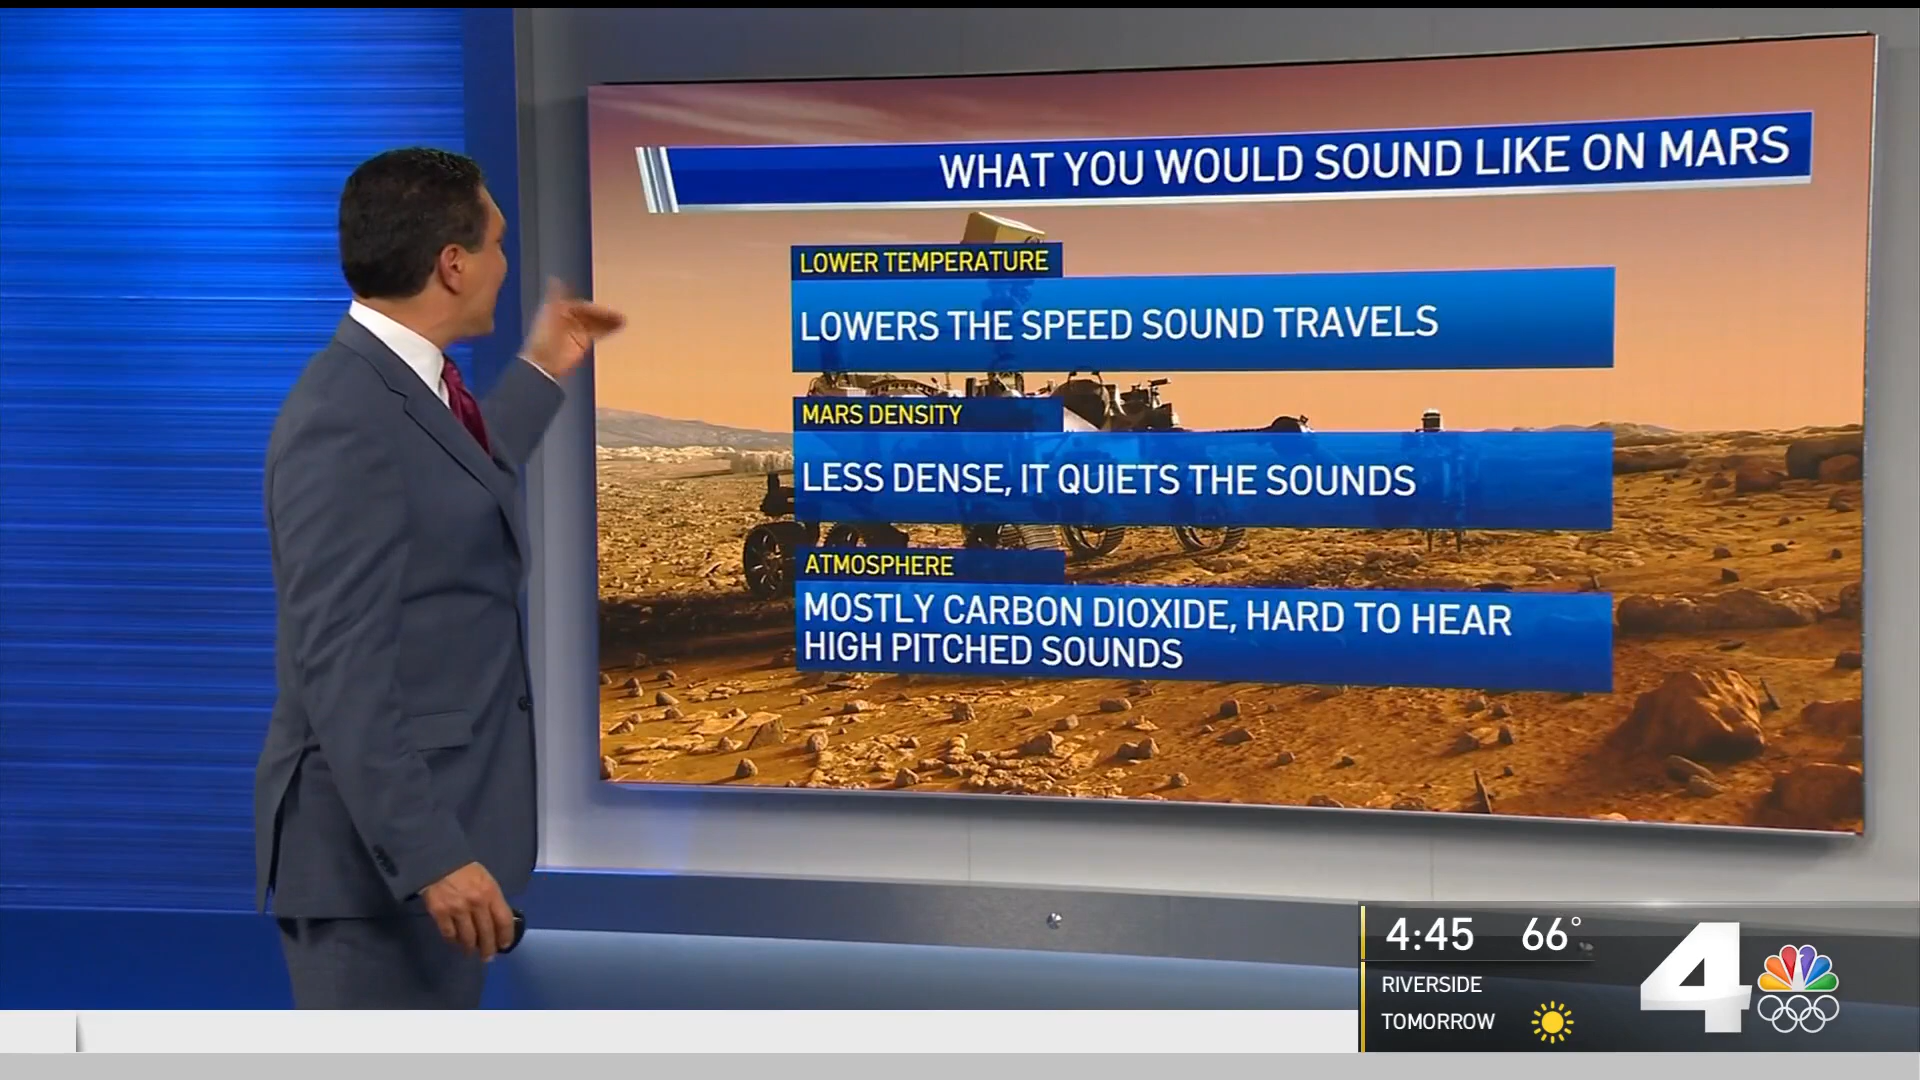 WHAT YOU WOULD SOUND LIKE ON MARS
LOWER TEMPERATURE
LOWERS THE SPEED SOUND TRAVELS
MARS DENSITY
LESS DENSE, IT QUIETS THE SOUNDS
ATMOSPHERE
MOSTLY CARBON DIOXIDE, HARD TO HEAR
HIGH PITCHED SOUNDS
4:45 66°
RIVERSIDE
TOMORROW
4